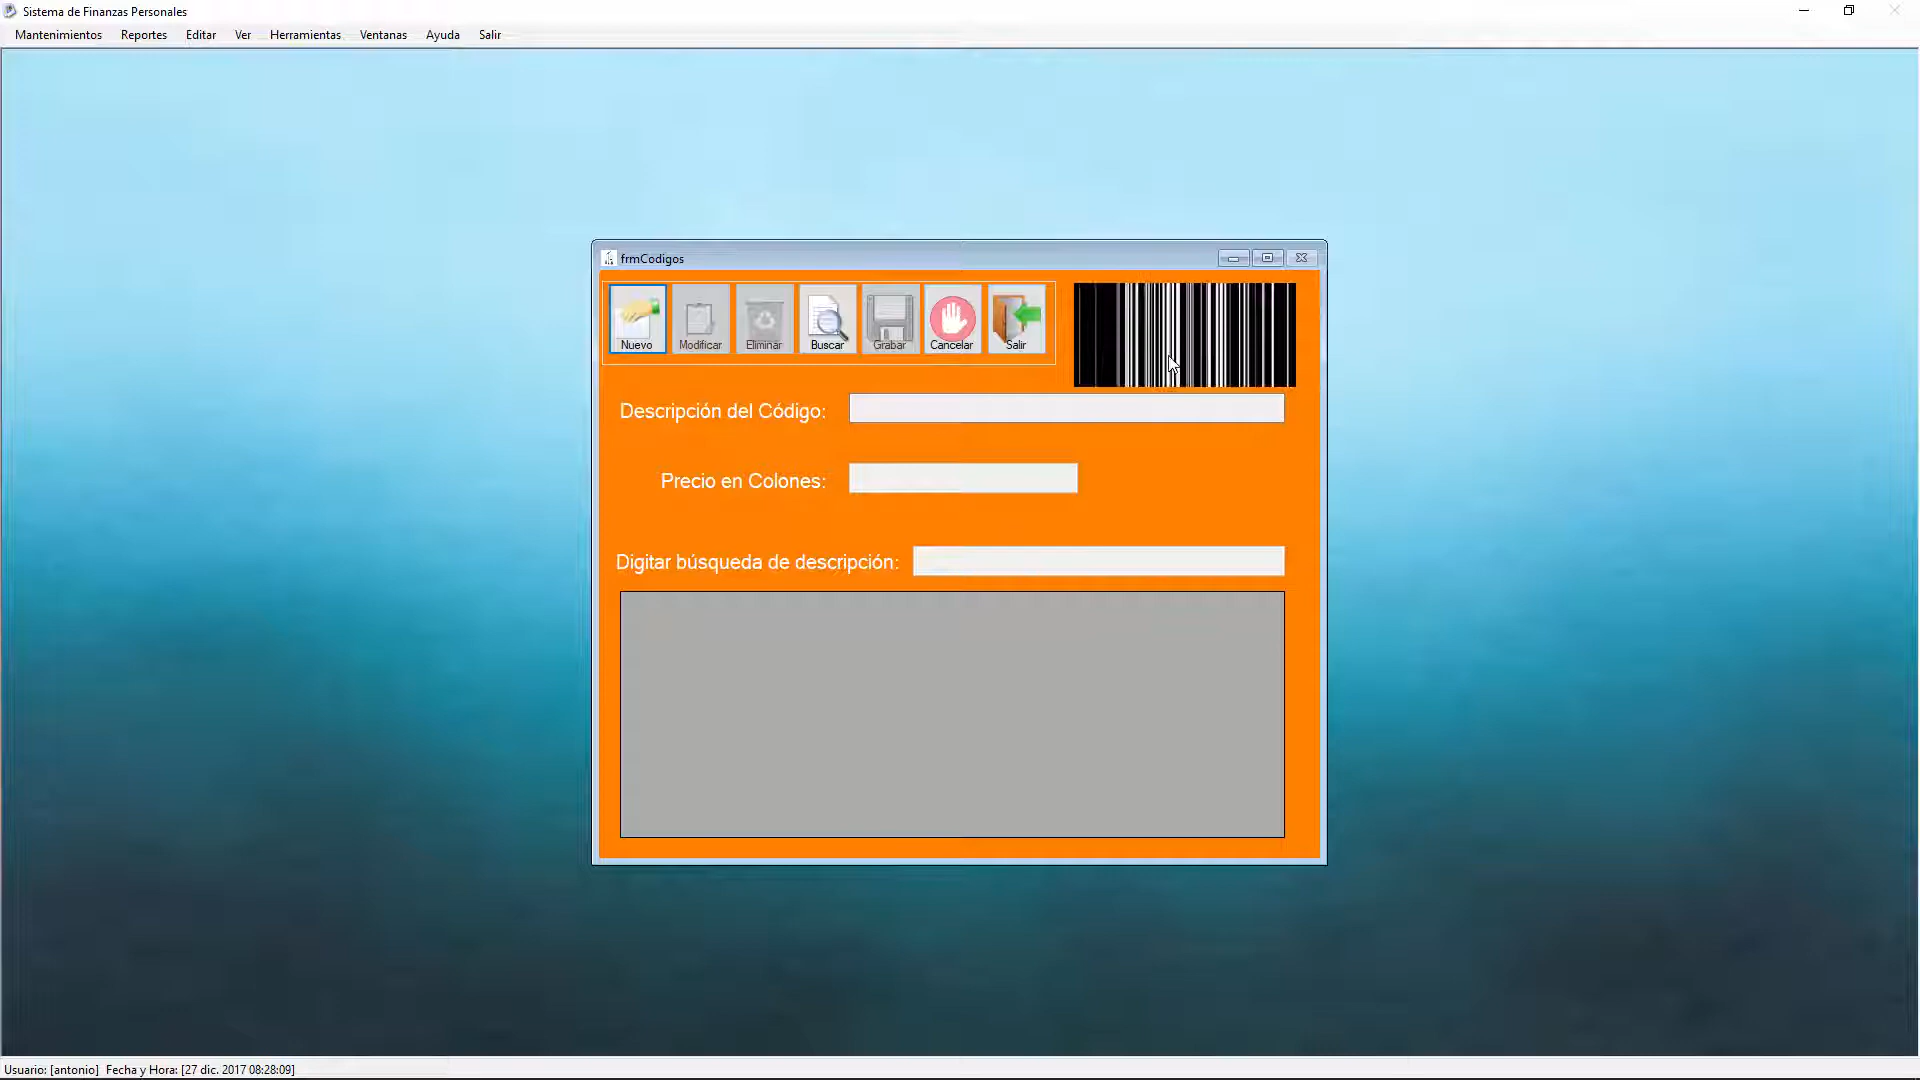 Sistema de Finanzas Personales
Mantenimientos Reportes Editar Ver Herramientas Ventanas Ayuda Salir
frmCodigos
Nuevo Modificar Eliminar Buscar Grabar Cancelar Salir
Descripción del Código:
Precio en Colones:
Digitar búsqueda de descripción:
Usuario: [antonio] Fecha y Hora: [27 dic. 2017 08:28:09]